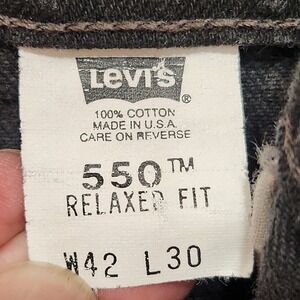 LEVI'S
®
100% COTTON
MADE IN U.S.A.
CARE ON REVERSE
550™
RELAXED FIT
W42 L30